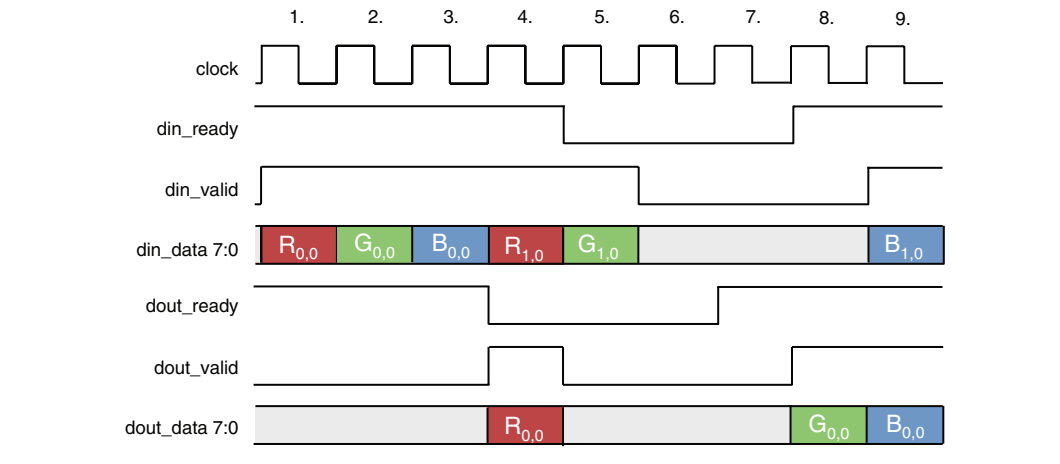 1. 2. 3. 4. 5. 6. 7. 8. 9.
clock
din_ready
din_valid
din_data 7:0 R0,0 G0,0 B0,0 R1,0 G1,0 B1,0
dout_ready
dout_valid
dout_data 7:0 R0,0 G0,0 B0,0